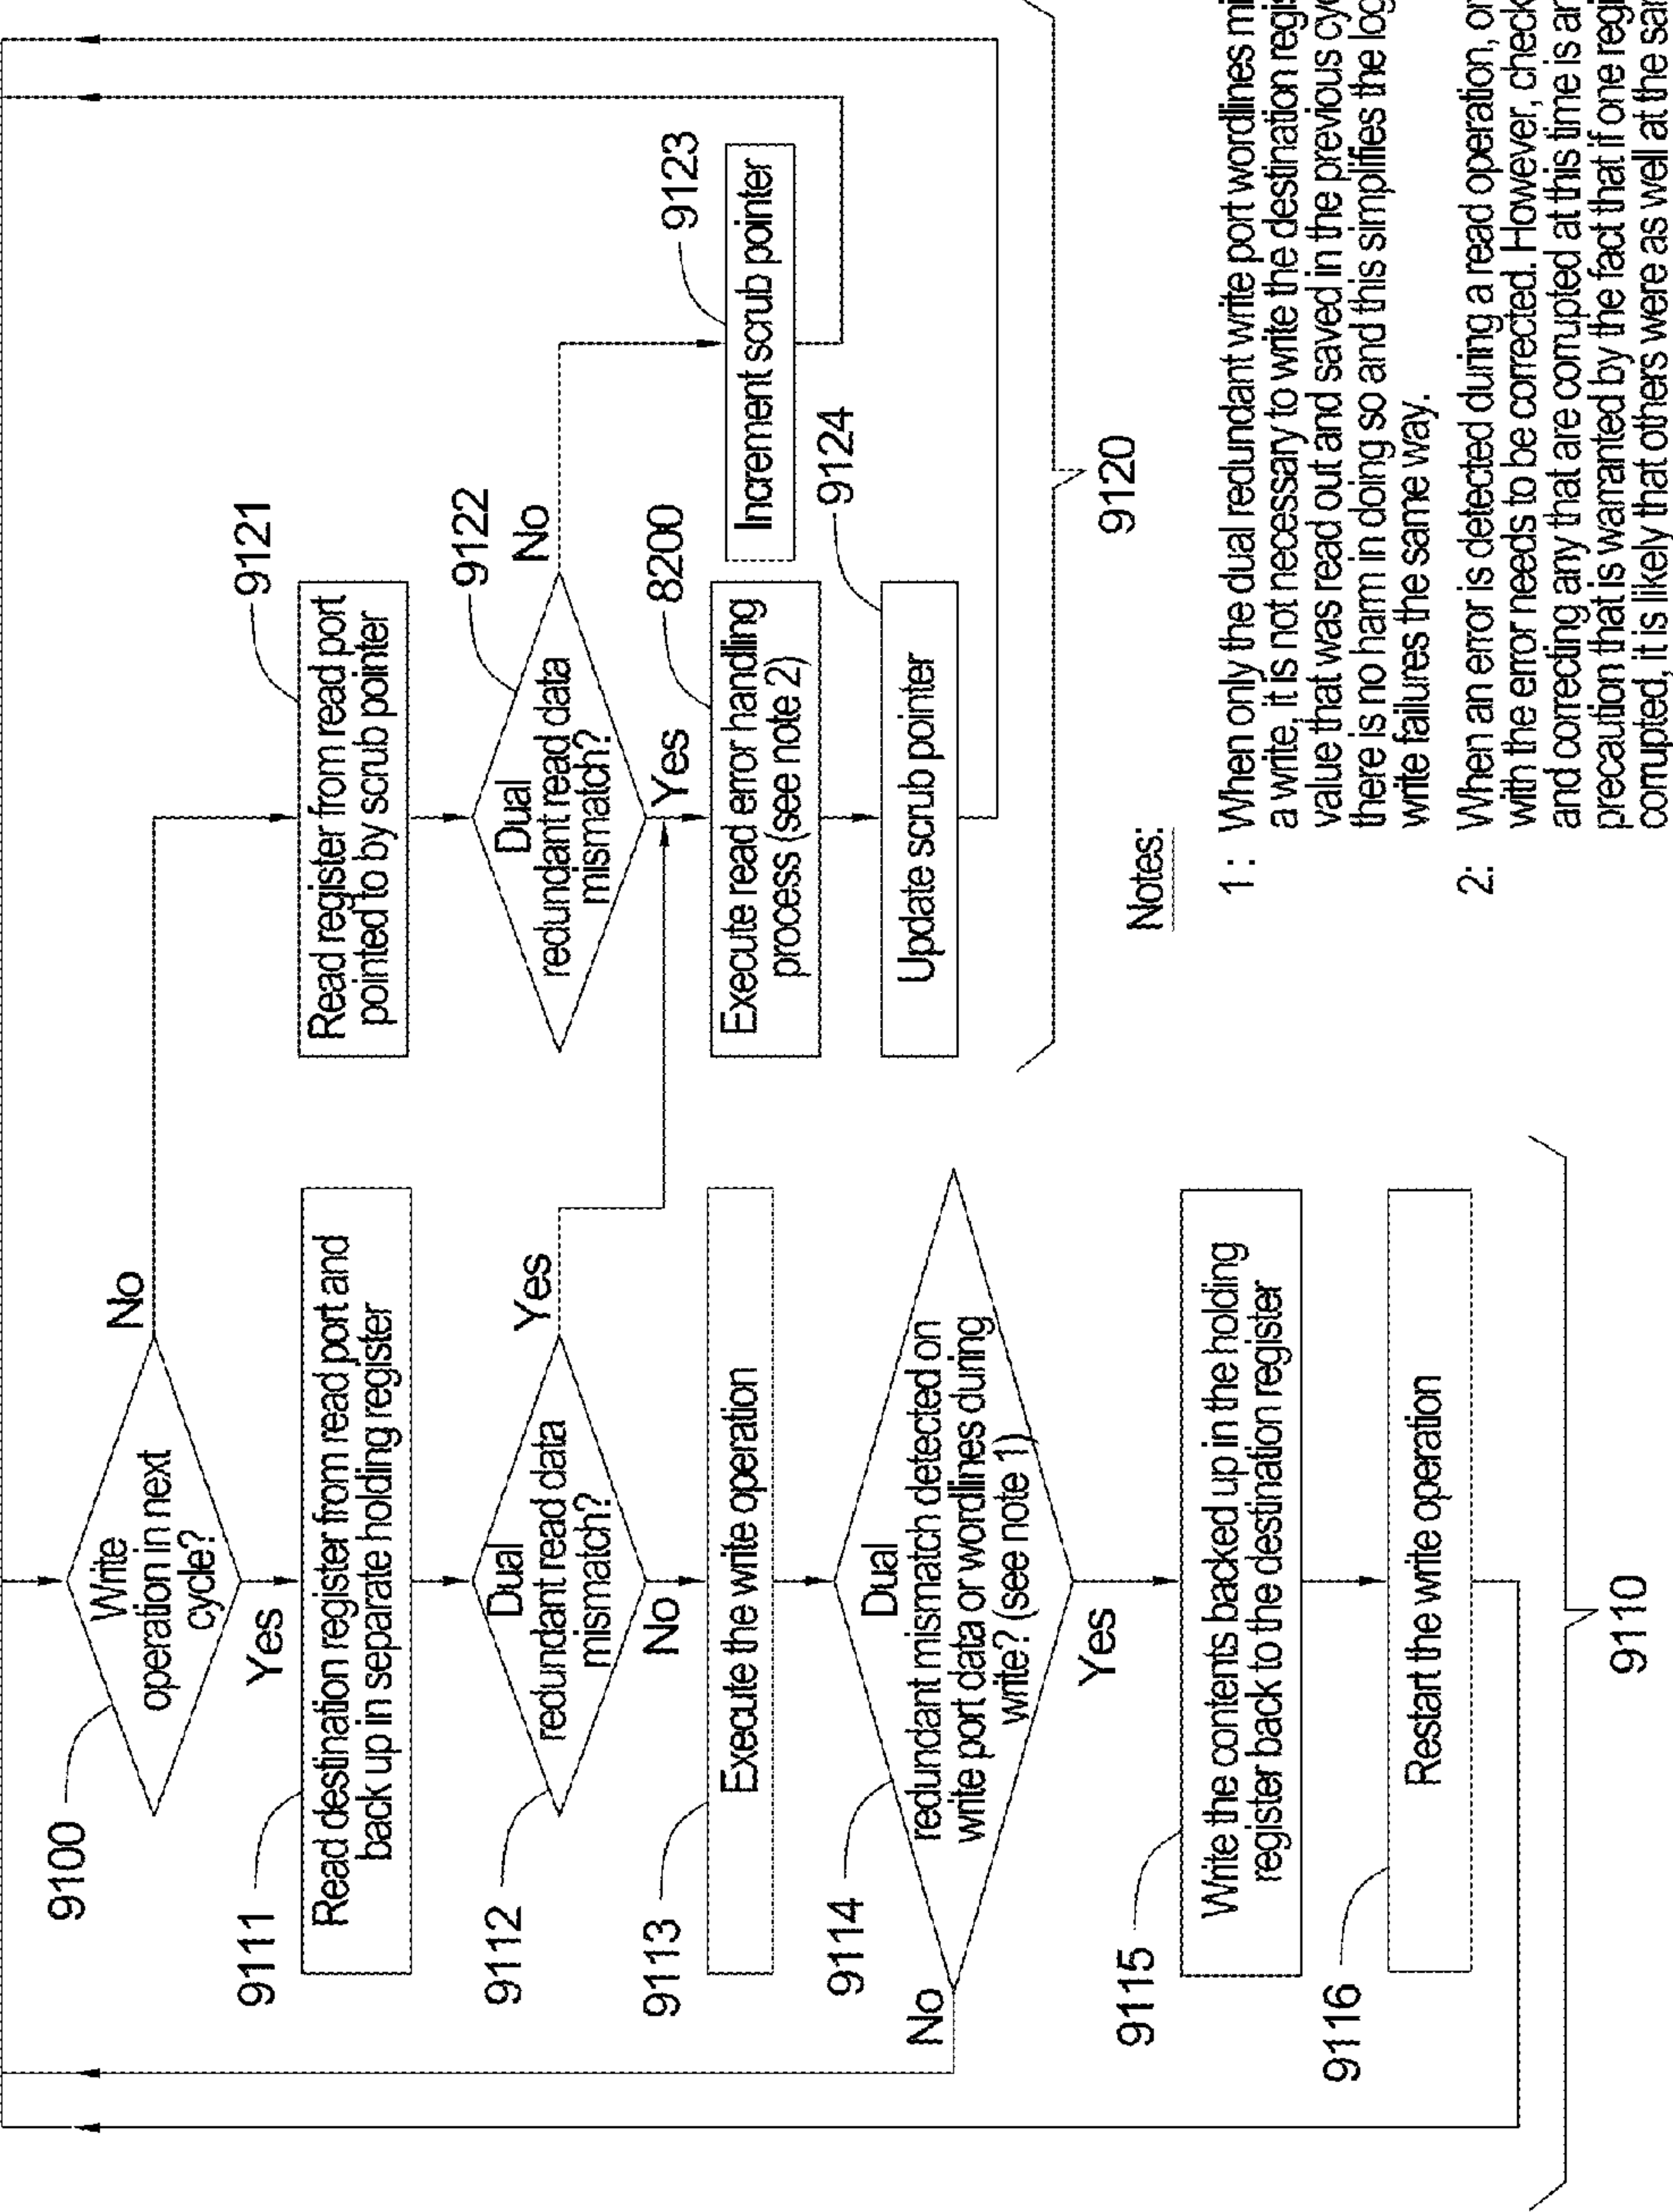 9100
Write
operation in next
cycle?
No
Yes
9111
Read destination register from read port and
back up in separate holding register
9112
Dual
redundant read data
mismatch?
Yes
No
9113
Execute the write operation
9114
Dual
redundant mismatch detected on
write port data or wordlines during
write? (see note 1)
No
Yes
9115
Write the contents backed up in the holding
register back to the destination register
9116
Restart the write operation
9110
9121
Read register from read port
pointed to by scrub pointer
9122
Dual
redundant read data
mismatch?
No
Yes
9123
Increment scrub pointer
8200
Execute read error handling
process (see note 2)
9124
Update scrub pointer
9120
Notes:
1 : When only the dual redundant write port wordlines
a write, it is not necessary to write the destination
value that was read out and saved in the previous
there is no harm in doing so and this simplifies the
write failures the same way.
2: When an error is detected during a read operation,
with the error needs to be corrected. However,
and correcting any that are corrupted at this time is
precaution that is warranted by the fact that if one
corrupted, it is likely that others were as well at the